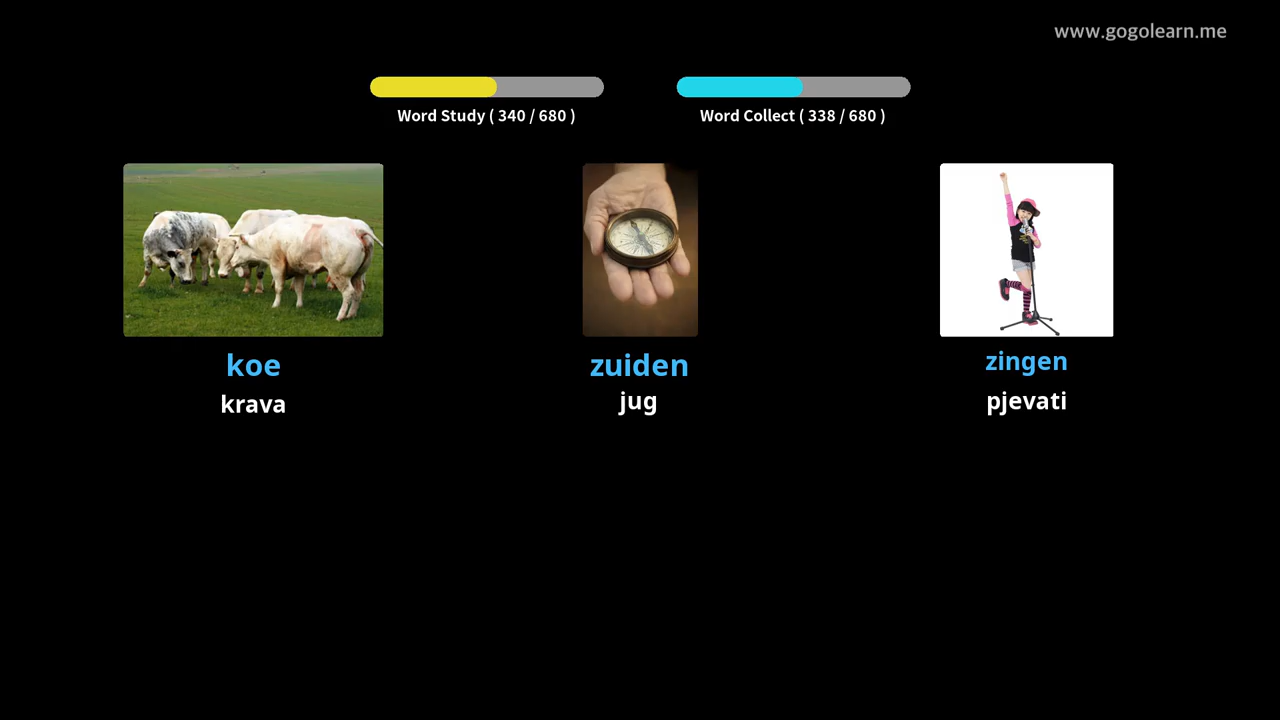 www.gogolearn.me
Word Study ( 340 / 680 )
Word Collect ( 338 / 680 )
koe
krava
zuiden
jug
zingen
pjevati